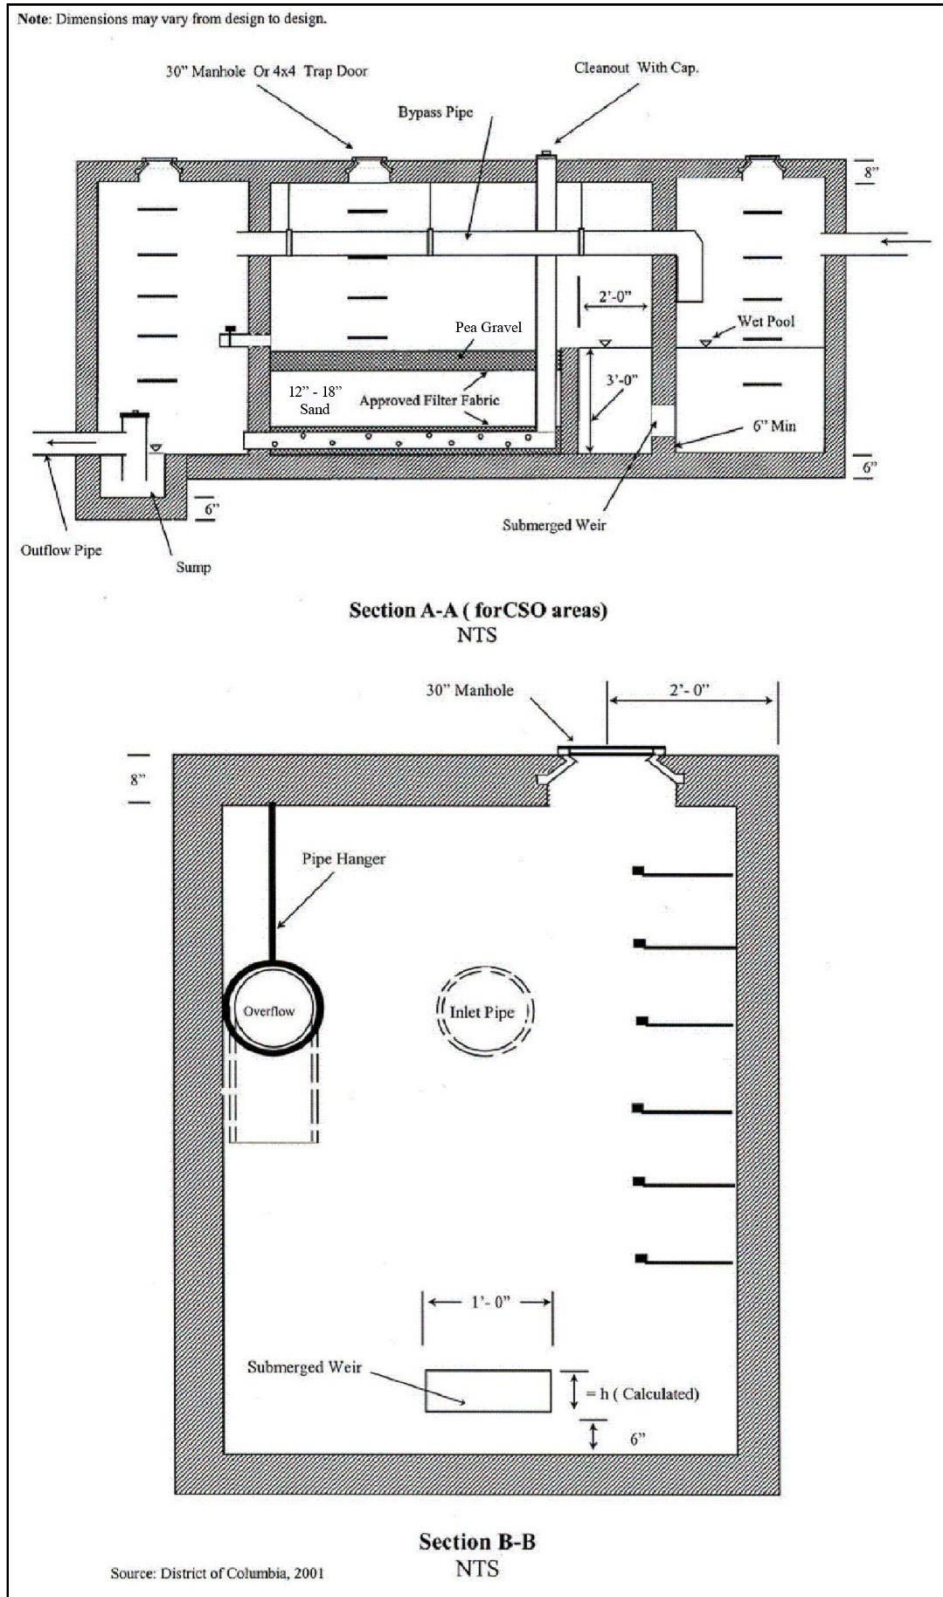 Note: Dimensions may vary from design to design.
30” Manhole Or 4x4 Trap Door
Cleanout With Cap.
Bypass Pipe
8”
2’-0”
Wet Pool
Pea Gravel
12” - 18”
Sand
Approved Filter Fabric
3’-0”
6” Min
6”
6”
Submerged Weir
Outflow Pipe
Sump
Section A-A ( forCSO areas)
NTS
30” Manhole
2’- 0”
8”
Pipe Hanger
Overflow
Inlet Pipe
1’- 0”
Submerged Weir
= h ( Calculated)
6”
Section B-B
NTS
Source: District of Columbia, 2001